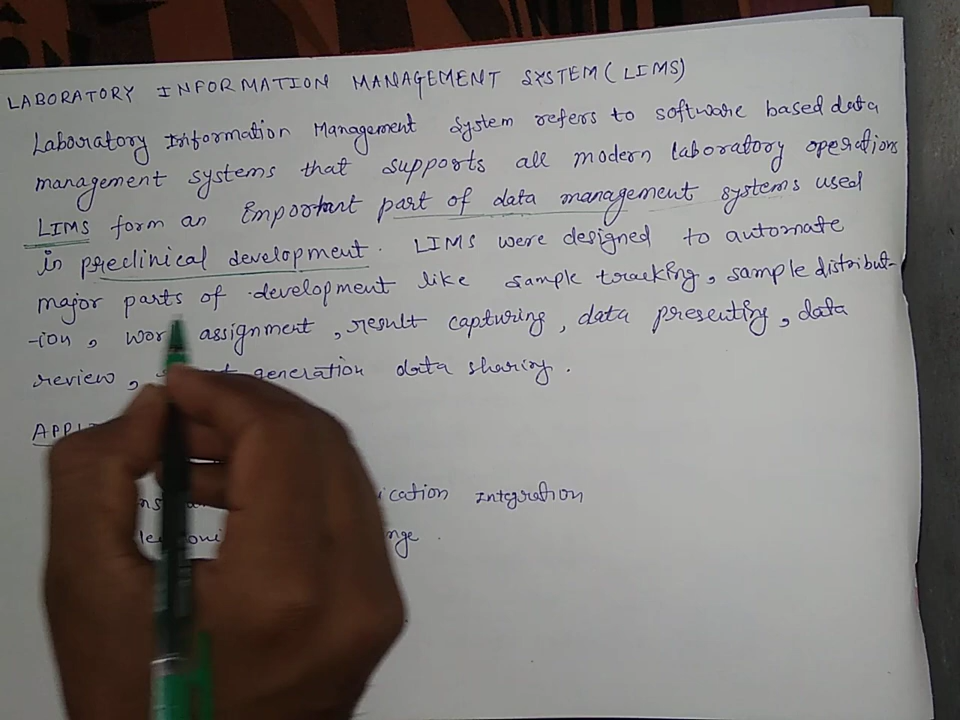 LABORATORY INFORMATION MANAGEMENT SYSTEM (LIMS)
Laboratory Information Management System refers to software based data
management systems that supports all modern laboratory operations
LIMS form an Important part of data management systems used
in preclinical development. LIMS were designed to automate
major parts of development like sample tracking, sample distribut-
-ion, assignment, result capturing, data presenting, data
review, generation data sharing.
Integration